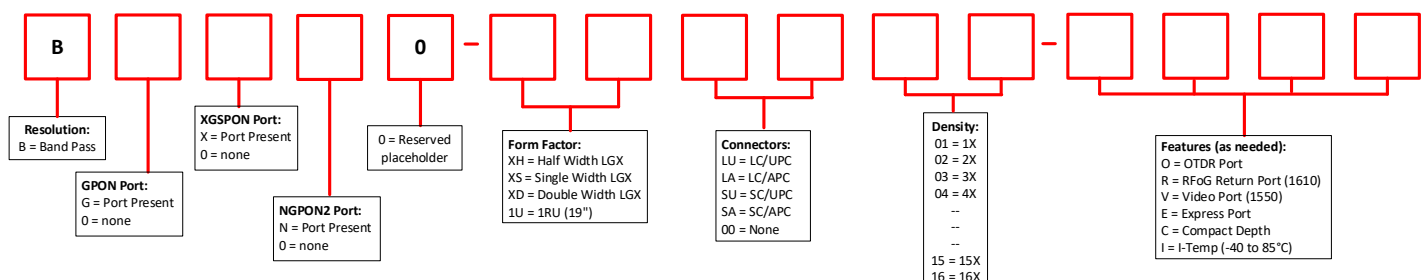 B
0
-
-
Resolution:
B = Band Pass
GPON Port:
G = Port Present
0 = none
XGSPON Port:
X = Port Present
0 = none
NGPON2 Port:
N = Port Present
0 = none
0 = Reserved
placeholder
Form Factor:
XH = Half Width LGX
XS = Single Width LGX
XD = Double Width LGX
1U = 1RU (19")
Connectors:
LU = LC/UPC
LA = LC/APC
SU = SC/UPC
SA = SC/APC
00 = None
Density:
01 = 1X
02 = 2X
03 = 3X
04 = 4X
--
--
--
15 = 15X
16 = 16X
Features (as needed):
O = OTDR Port
R = RFoG Return Port (1610)
V = Video Port (1550)
E = Express Port
C = Compact Depth
I = I-Temp (-40 to 85°C)